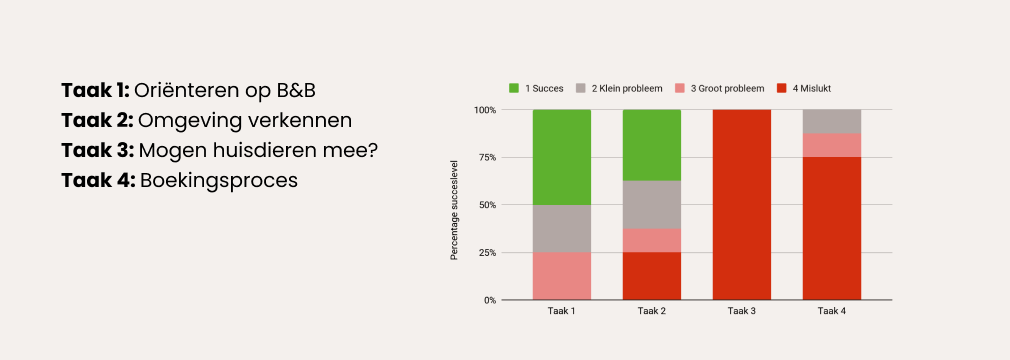 Taak 1: Oriënteren op B&B
Taak 2: Omgeving verkennen
Taak 3: Mogen huisdieren mee?
Taak 4: Boekingsproces
1 Succes 2 Klein probleem 3 Groot probleem 4 Mislukt
Percentage succeslevel
100%
75%
50%
25%
0%
Taak 1 Taak 2 Taak 3 Taak 4